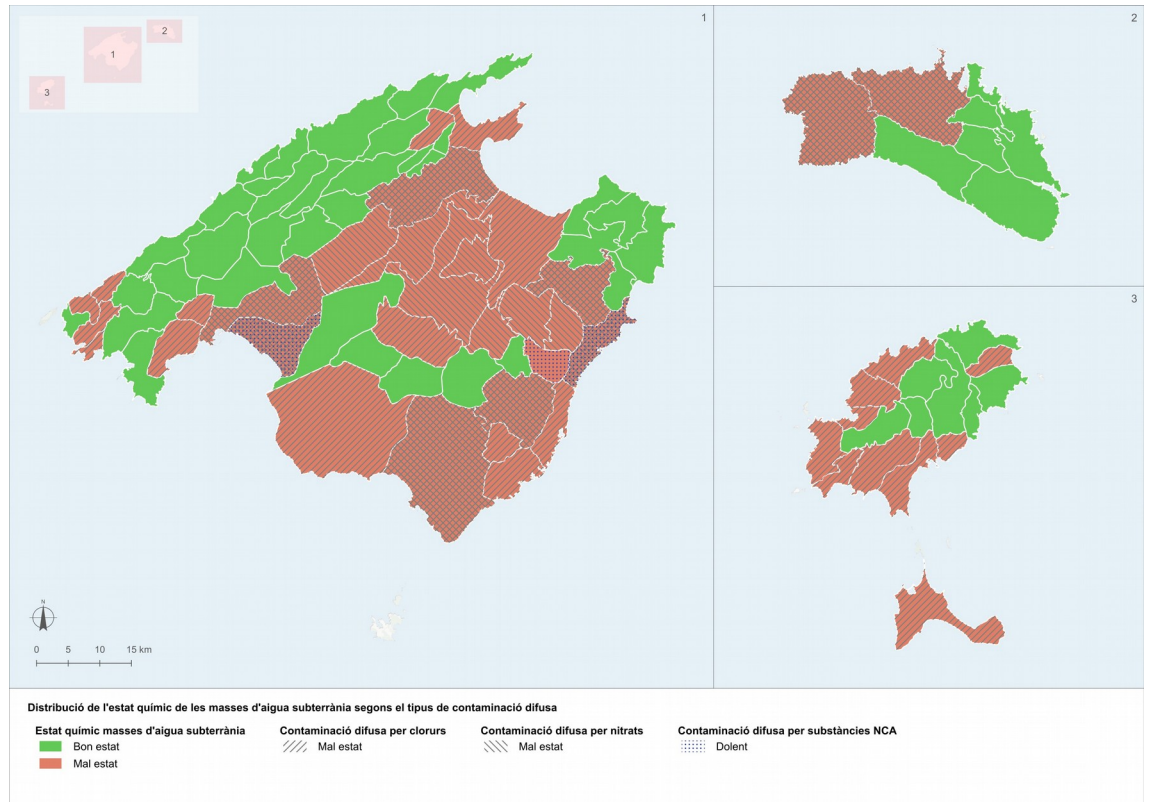 1
2
1
2
3
3
N
0 5 10 15 km
Distribució de l'estat químic de les masses d'aigua subterrània segons el tipus de contaminació difusa
Estat químic masses d'aigua subterrània
Bon estat
Mal estat
Contaminació difusa per clorurs
Mal estat
Contaminació difusa per nitrats
Mal estat
Contaminació difusa per substàncies NCA
Dolent